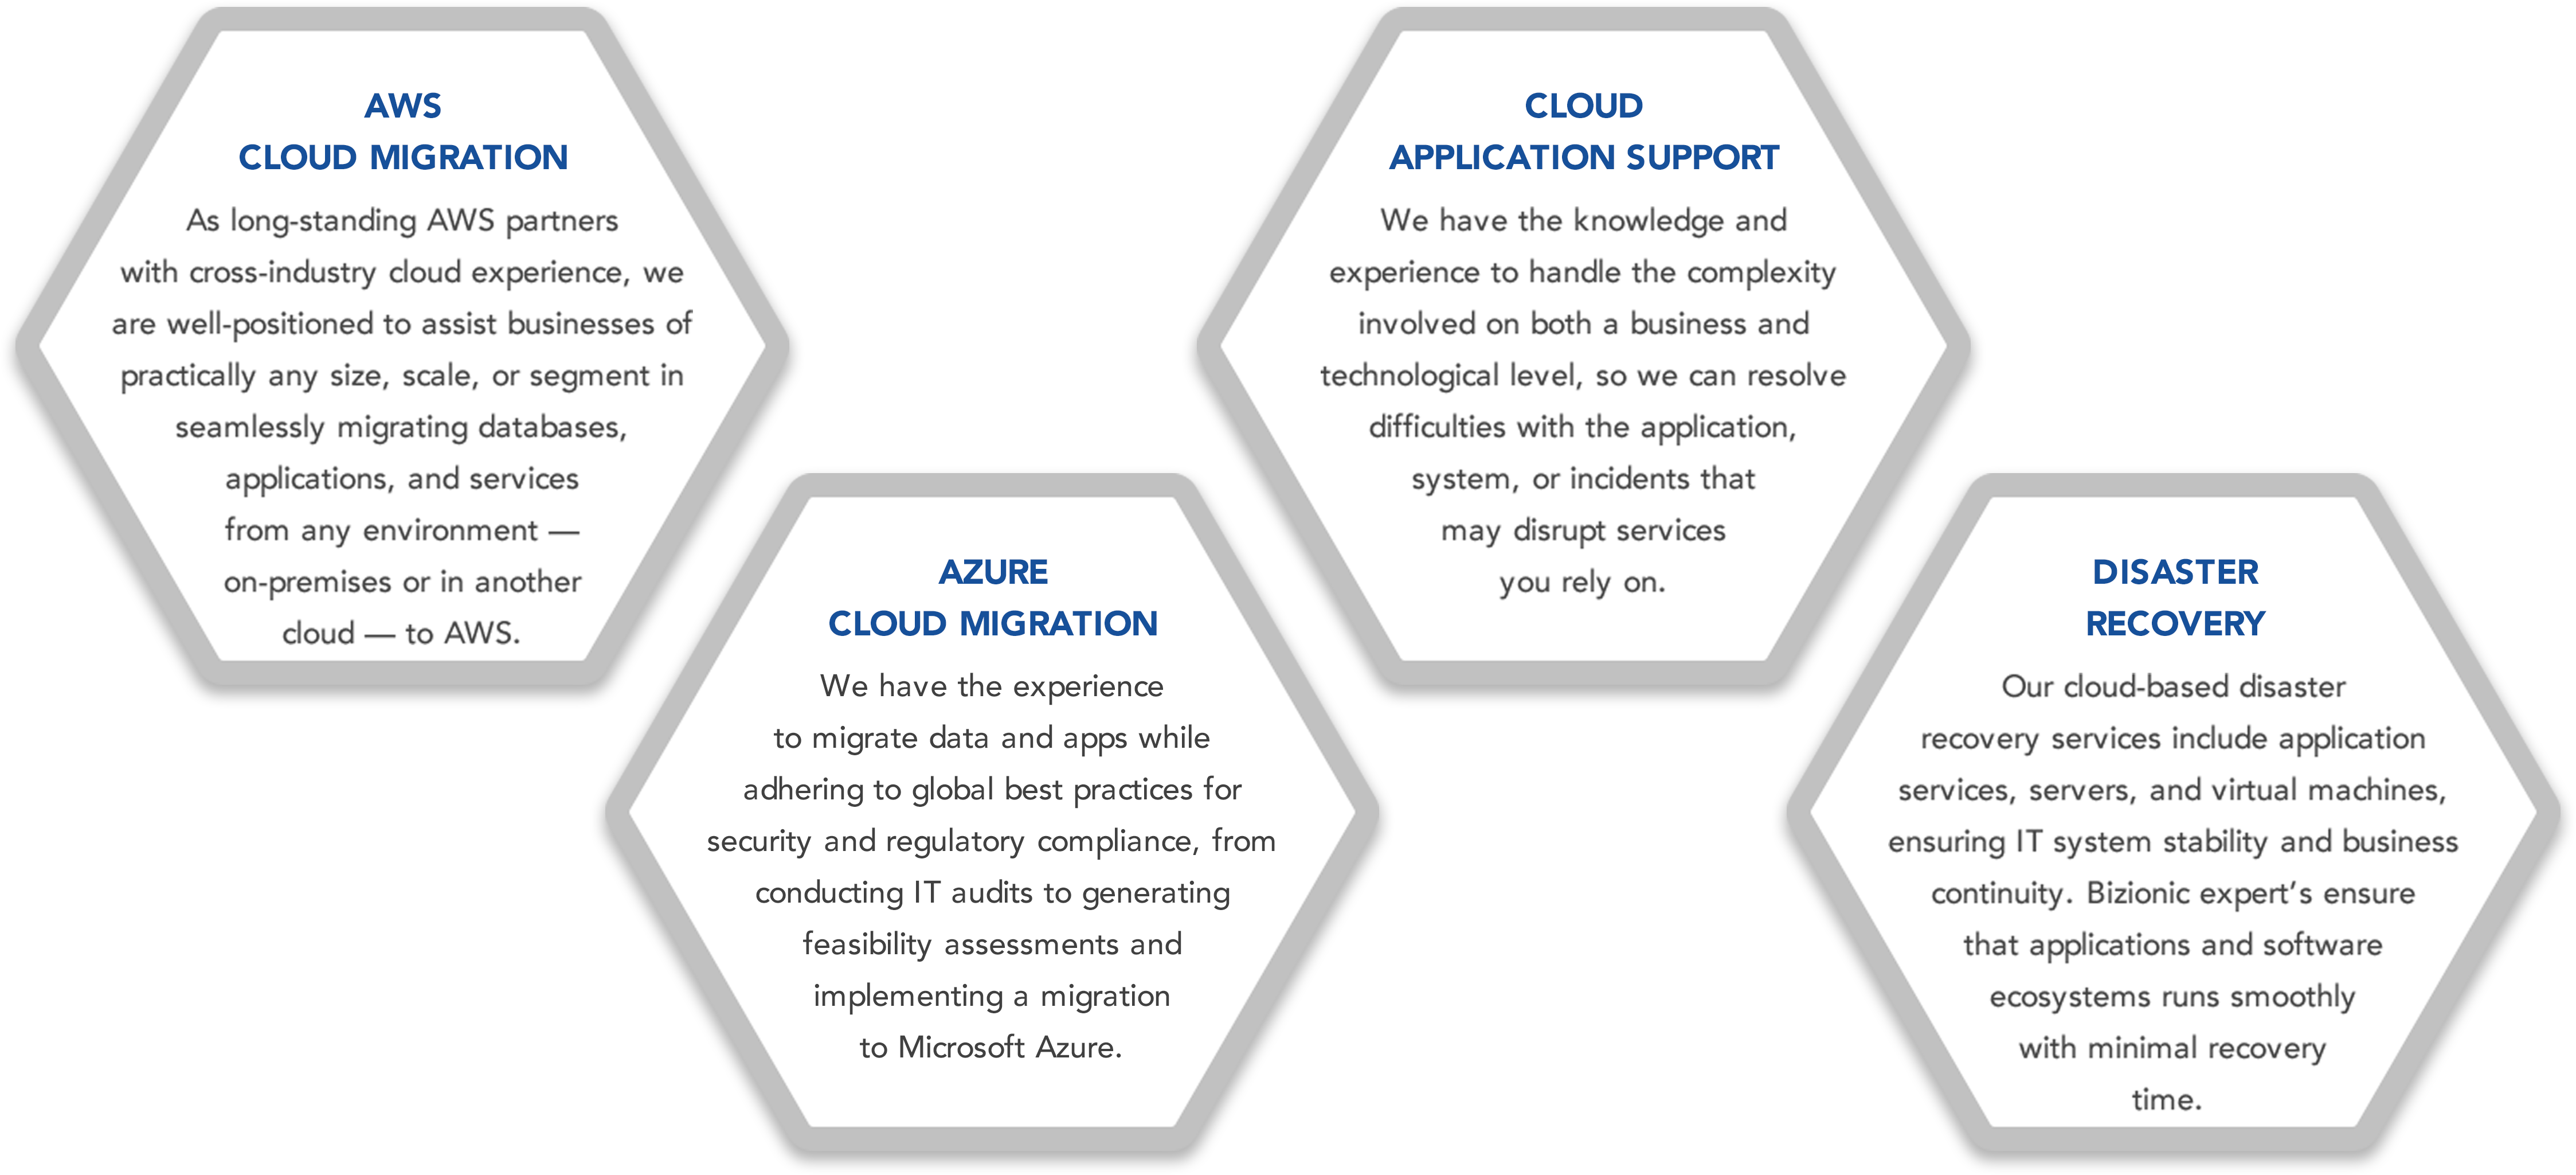 AWS
CLOUD MIGRATION
As long-standing AWS partners
with cross-industry cloud experience, we
are well-positioned to assist businesses of
practically any size, scale, or segment in
seamlessly migrating databases,
applications, and services
from any environment —
on-premises or in another
cloud — to AWS.
AZURE
CLOUD MIGRATION
We have the experience
to migrate data and apps while
adhering to global best practices for
security and regulatory compliance, from
conducting IT audits to generating
feasibility assessments and
implementing a migration
to Microsoft Azure.
CLOUD
APPLICATION SUPPORT
We have the knowledge and
experience to handle the complexity
involved on both a business and
technological level, so we can resolve
difficulties with the application,
system, or incidents that
may disrupt services
you rely on.
DISASTER
RECOVERY
Our cloud-based disaster
recovery services include application
services, servers, and virtual machines,
ensuring IT system stability and business
continuity. Bizionic expert’s ensure
that applications and software
ecosystems runs smoothly
with minimal recovery
time.